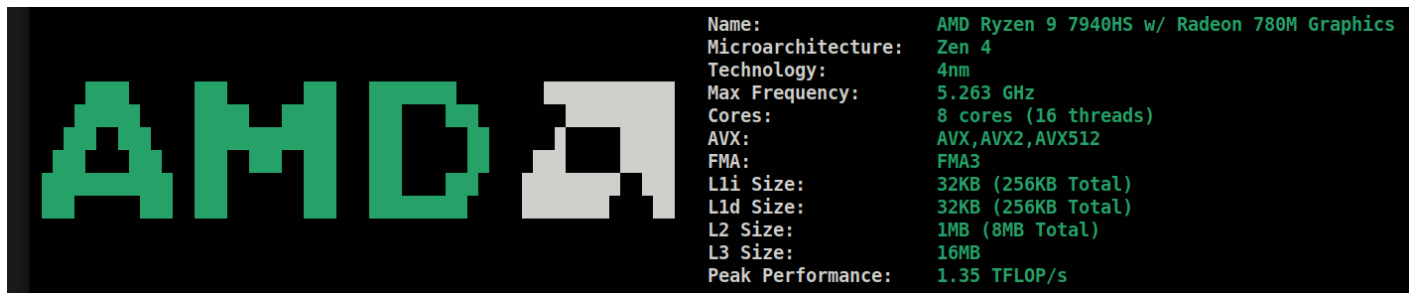 AMD
Name: AMD Ryzen 9 7940HS w/ Radeon 780M Graphics
Microarchitecture: Zen 4
Technology: 4nm
Max Frequency: 5.263 GHz
Cores: 8 cores (16 threads)
AVX: AVX,AVX2,AVX512
FMA: FMA3
L1i Size: 32KB (256KB Total)
L1d Size: 32KB (256KB Total)
L2 Size: 1MB (8MB Total)
L3 Size: 16MB
Peak Performance: 1.35 TFLOP/s